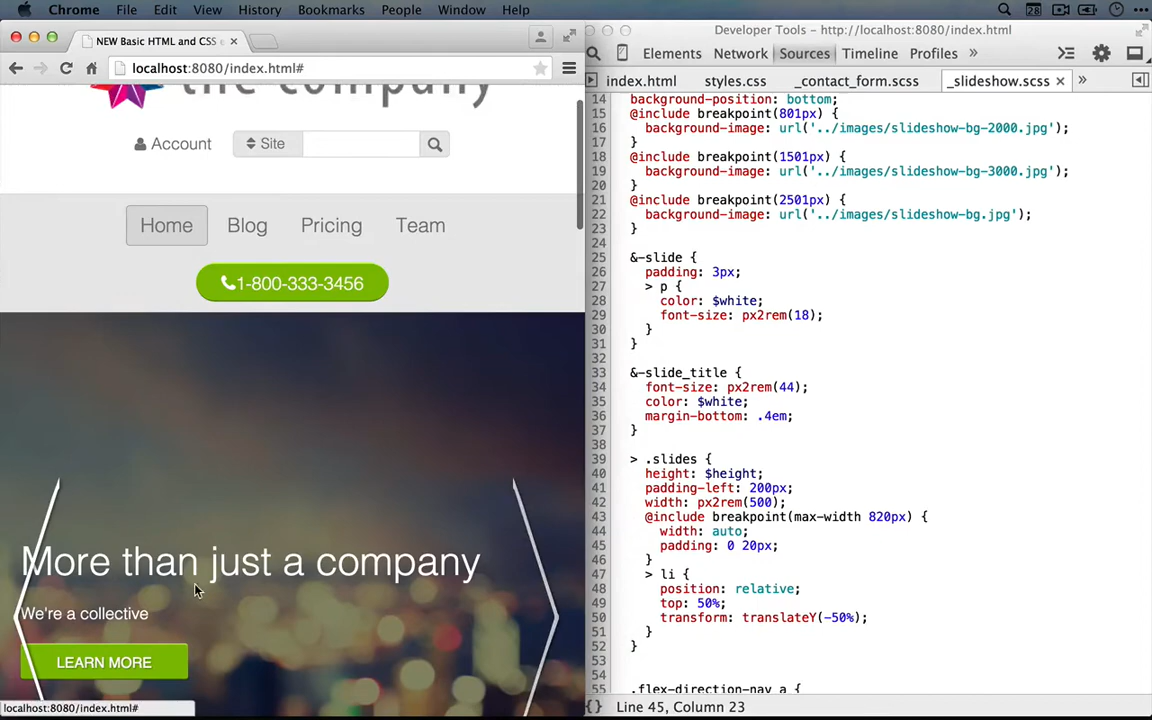 Chrome File Edit View History Bookmarks People Window Help 28
NEW Basic HTML and CSS
localhost:8080/index.html#
the company
Account Site
Home Blog Pricing Team
1-800-333-3456
More than just a company
We're a collective
LEARN MORE
localhost:8080/index.html#
Developer Tools - http://localhost:8080/index.html
Elements Network Sources Timeline Profiles »
index.html styles.css _contact_form.scss _slideshow.scss × »
14 background-position: bottom;
15 @include breakpoint(801px) {
16 background-image: url('../images/slideshow-bg-2000.jpg');
17 }
18 @include breakpoint(1501px) {
19 background-image: url('../images/slideshow-bg-3000.jpg');
20 }
21 @include breakpoint(2501px) {
22 background-image: url('../images/slideshow-bg.jpg');
23 }
24
25 &-slide {
26 padding: 3px;
27 > p {
28 color: $white;
29 font-size: px2rem(18);
30 }
31 }
32
33 &-slide_title {
34 font-size: px2rem(44);
35 color: $white;
36 margin-bottom: .4em;
37 }
38
39 > .slides {
40 height: $height;
41 padding-left: 200px;
42 width: px2rem(500);
43 @include breakpoint(max-width 820px) {
44 width: auto;
45 padding: 0 20px;
46 }
47 > li {
48 position: relative;
49 top: 50%;
50 transform: translateY(-50%);
51 }
52 }
53
54
55 .flex-direction-nav a {
{} Line 45, Column 23